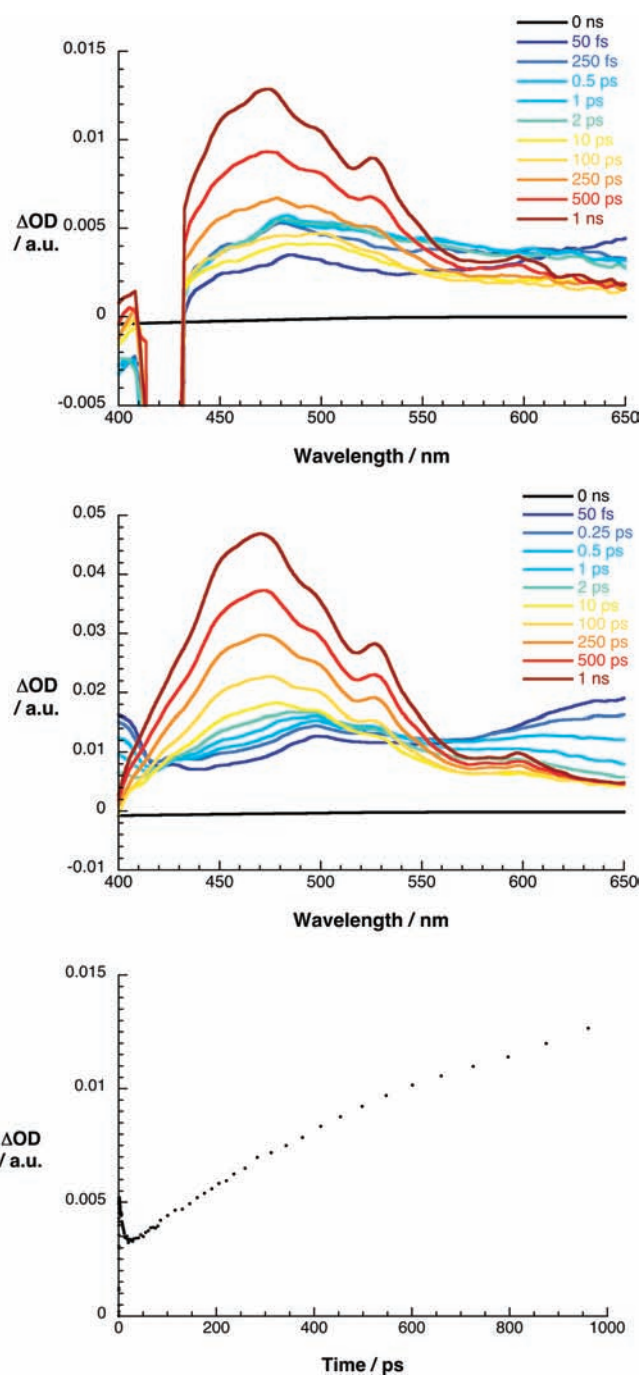 0.015
0.01
0.005
0
-0.005
ΔOD
/ a.u.
400
450
500
550
600
650
Wavelength / nm
0 ns
50 fs
250 fs
0.5 ps
1 ps
2 ps
10 ps
100 ps
250 ps
500 ps
1 ns
0.05
0.04
0.03
0.02
0.01
0
-0.01
ΔOD
/ a.u.
400
450
500
550
600
650
Wavelength / nm
0 ns
50 fs
0.25 ps
0.5 ps
1 ps
2 ps
10 ps
100 ps
250 ps
500 ps
1 ns
0.015
0.01
0.005
0
ΔOD
/ a.u.
0
200
400
600
800
1000
Time / ps